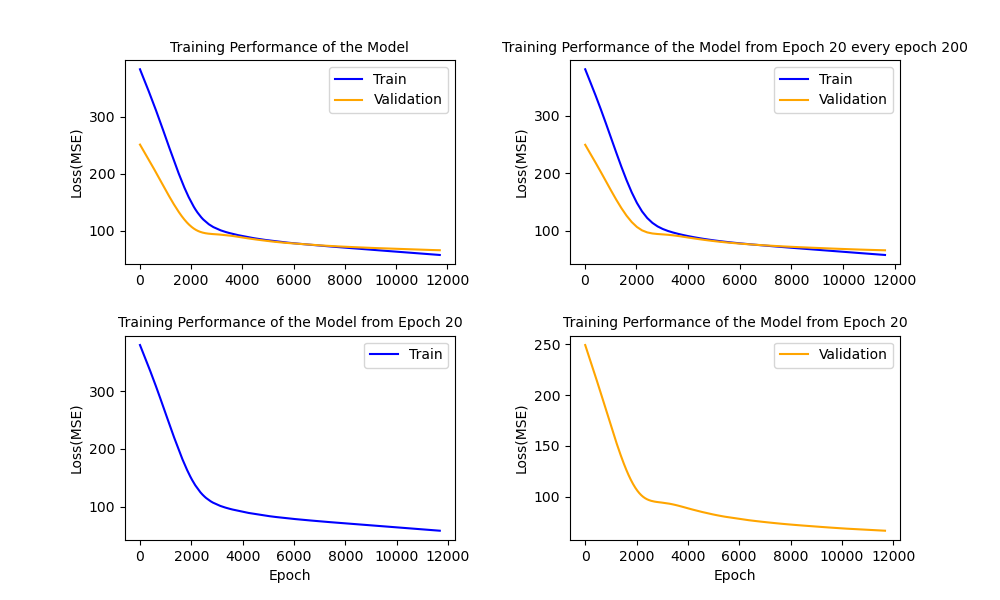 Training Performance of the Model
Training Performance of the Model from Epoch 20 every epoch 200
Loss(MSE)
300
200
100
Train
Validation
0 2000 4000 6000 8000 10000 12000
Loss(MSE)
300
200
100
Train
Validation
0 2000 4000 6000 8000 10000 12000
Training Performance of the Model from Epoch 20
Loss(MSE)
300
200
100
Train
0 2000 4000 6000 8000 10000 12000
Epoch
Training Performance of the Model from Epoch 20
Loss(MSE)
250
200
150
100
Validation
0 2000 4000 6000 8000 10000 12000
Epoch